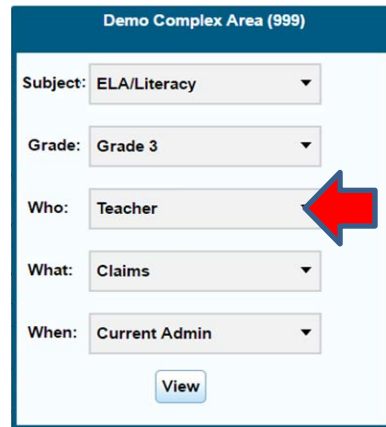 Demo Complex Area (999)
Subject: ELA/Literacy
Grade: Grade 3
Who: Teacher
What: Claims
When: Current Admin
View